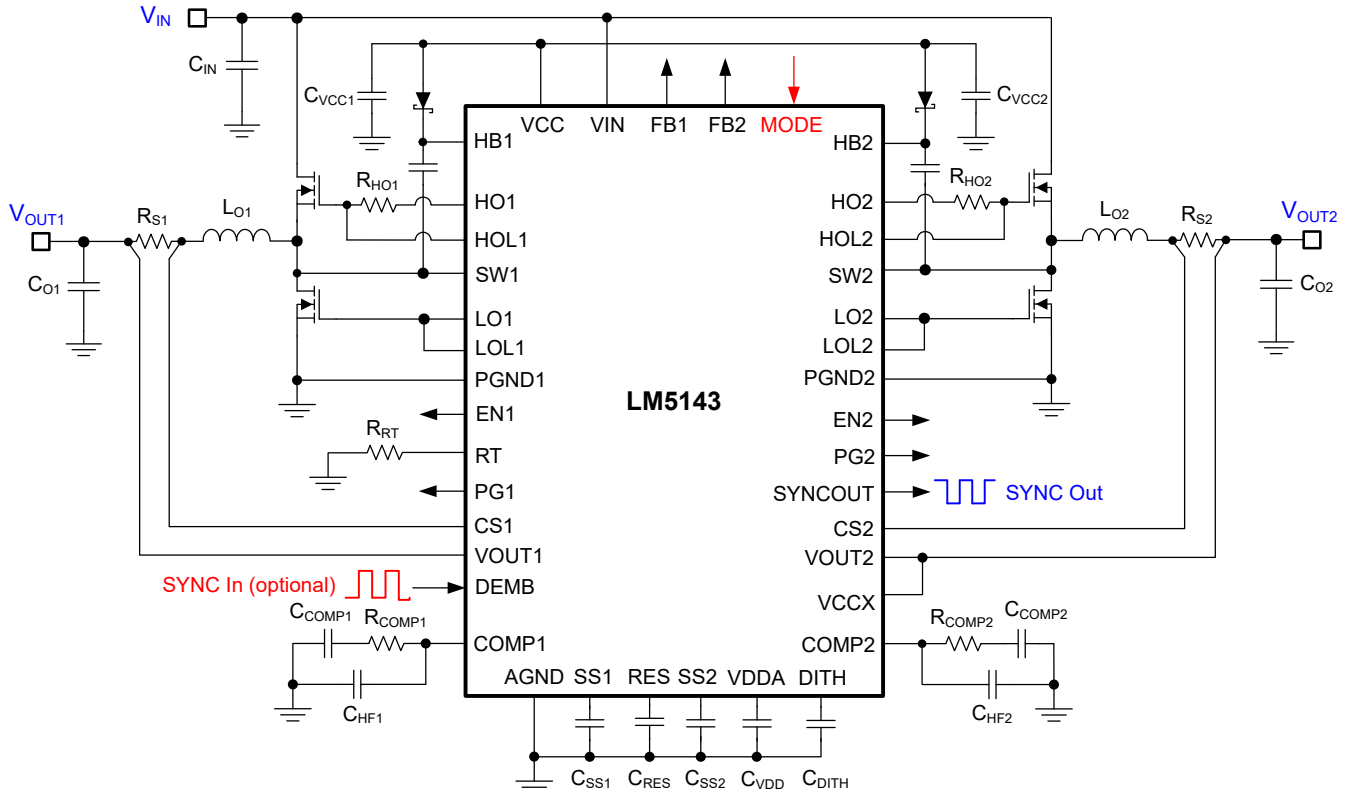 VIN
CIN
CVCC1
CVCC2
VCC
VIN
FB1
FB2
MODE
HB1
HB2
RHO1
HO1
HO2
RHO2
VOUT1
RS1
LO1
HOL1
HOL2
LO2
RS2
VOUT2
SW1
SW2
CO1
CO2
LO1
LO2
LOL1
LOL2
PGND1
PGND2
LM5143
EN1
EN2
RRT
RT
PG2
PG1
SYNCOUT
SYNC Out
CS1
CS2
VOUT1
VOUT2
SYNC In (optional)
DEMB
VCCX
CCOMP1
RCOMP1
RCOMP2
CCOMP2
COMP1
COMP2
AGND
SS1
RES
SS2
VDDA
DITH
CHF1
CHF2
CSS1
CRES
CSS2
CVDD
CDITH